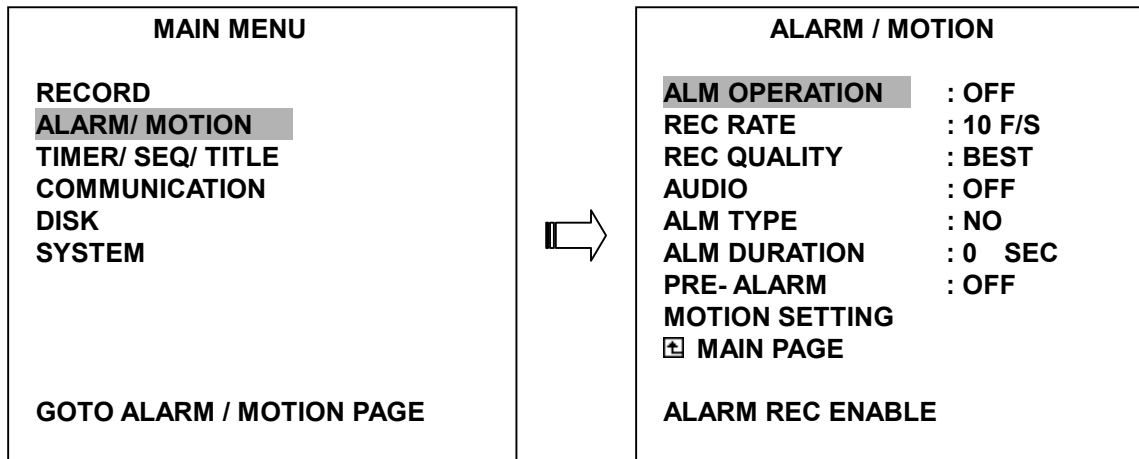 MAIN MENU
RECORD
ALARM/ MOTION
TIMER/ SEQ/ TITLE
COMMUNICATION
DISK
SYSTEM
GOTO ALARM / MOTION PAGE
ALARM / MOTION
ALM OPERATION : OFF
REC RATE : 10 F/S
REC QUALITY : BEST
AUDIO : OFF
ALM TYPE : NO
ALM DURATION : 0 SEC
PRE- ALARM : OFF
MOTION SETTING
MAIN PAGE
ALARM REC ENABLE